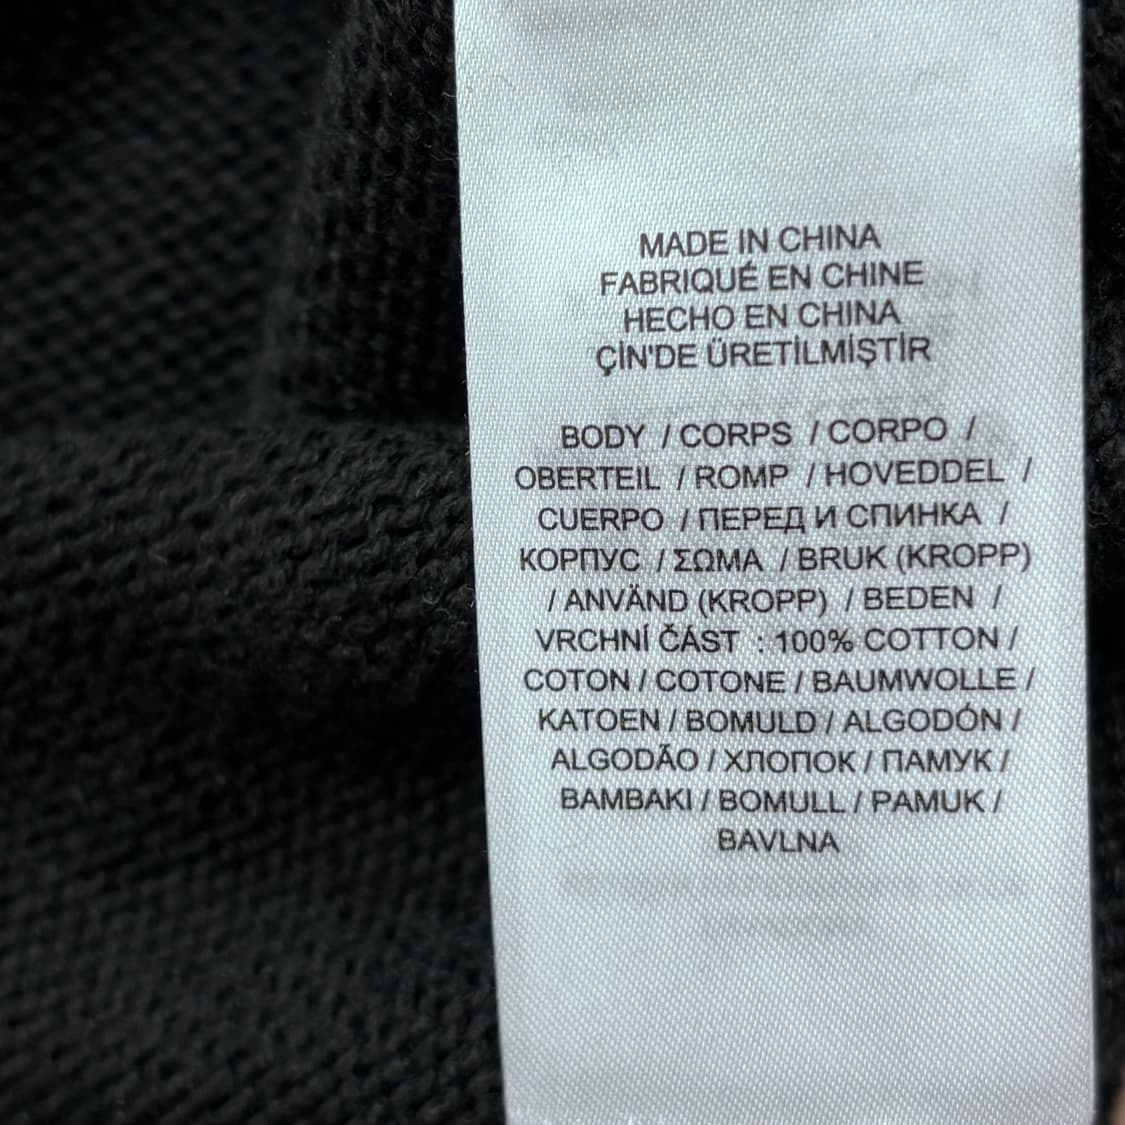 MADE IN CHINA
FABRIQUÉ EN CHINE
HECHO EN CHINA
ÇİN'DE ÜRETİLMİŞTİR
BODY / CORPS / CORPO /
OBERTEIL / ROMP / HOVEDDEL /
CUERPO / ПЕРЕД И СПИНКА /
КОРПУС / ΣΩΜΑ / BRUK (KROPP)
/ ANVÄND (KROPP) / BEDEN /
VRCHNÍ ČÁST : 100% COTTON /
COTON / COTONE / BAUMWOLLE /
KATOEN / BOMULD / ALGODÓN /
ALGODÃO / ХЛОПОК / ПАМУК /
BAMBAKI / BOMULL / PAMUK /
BAVLNA